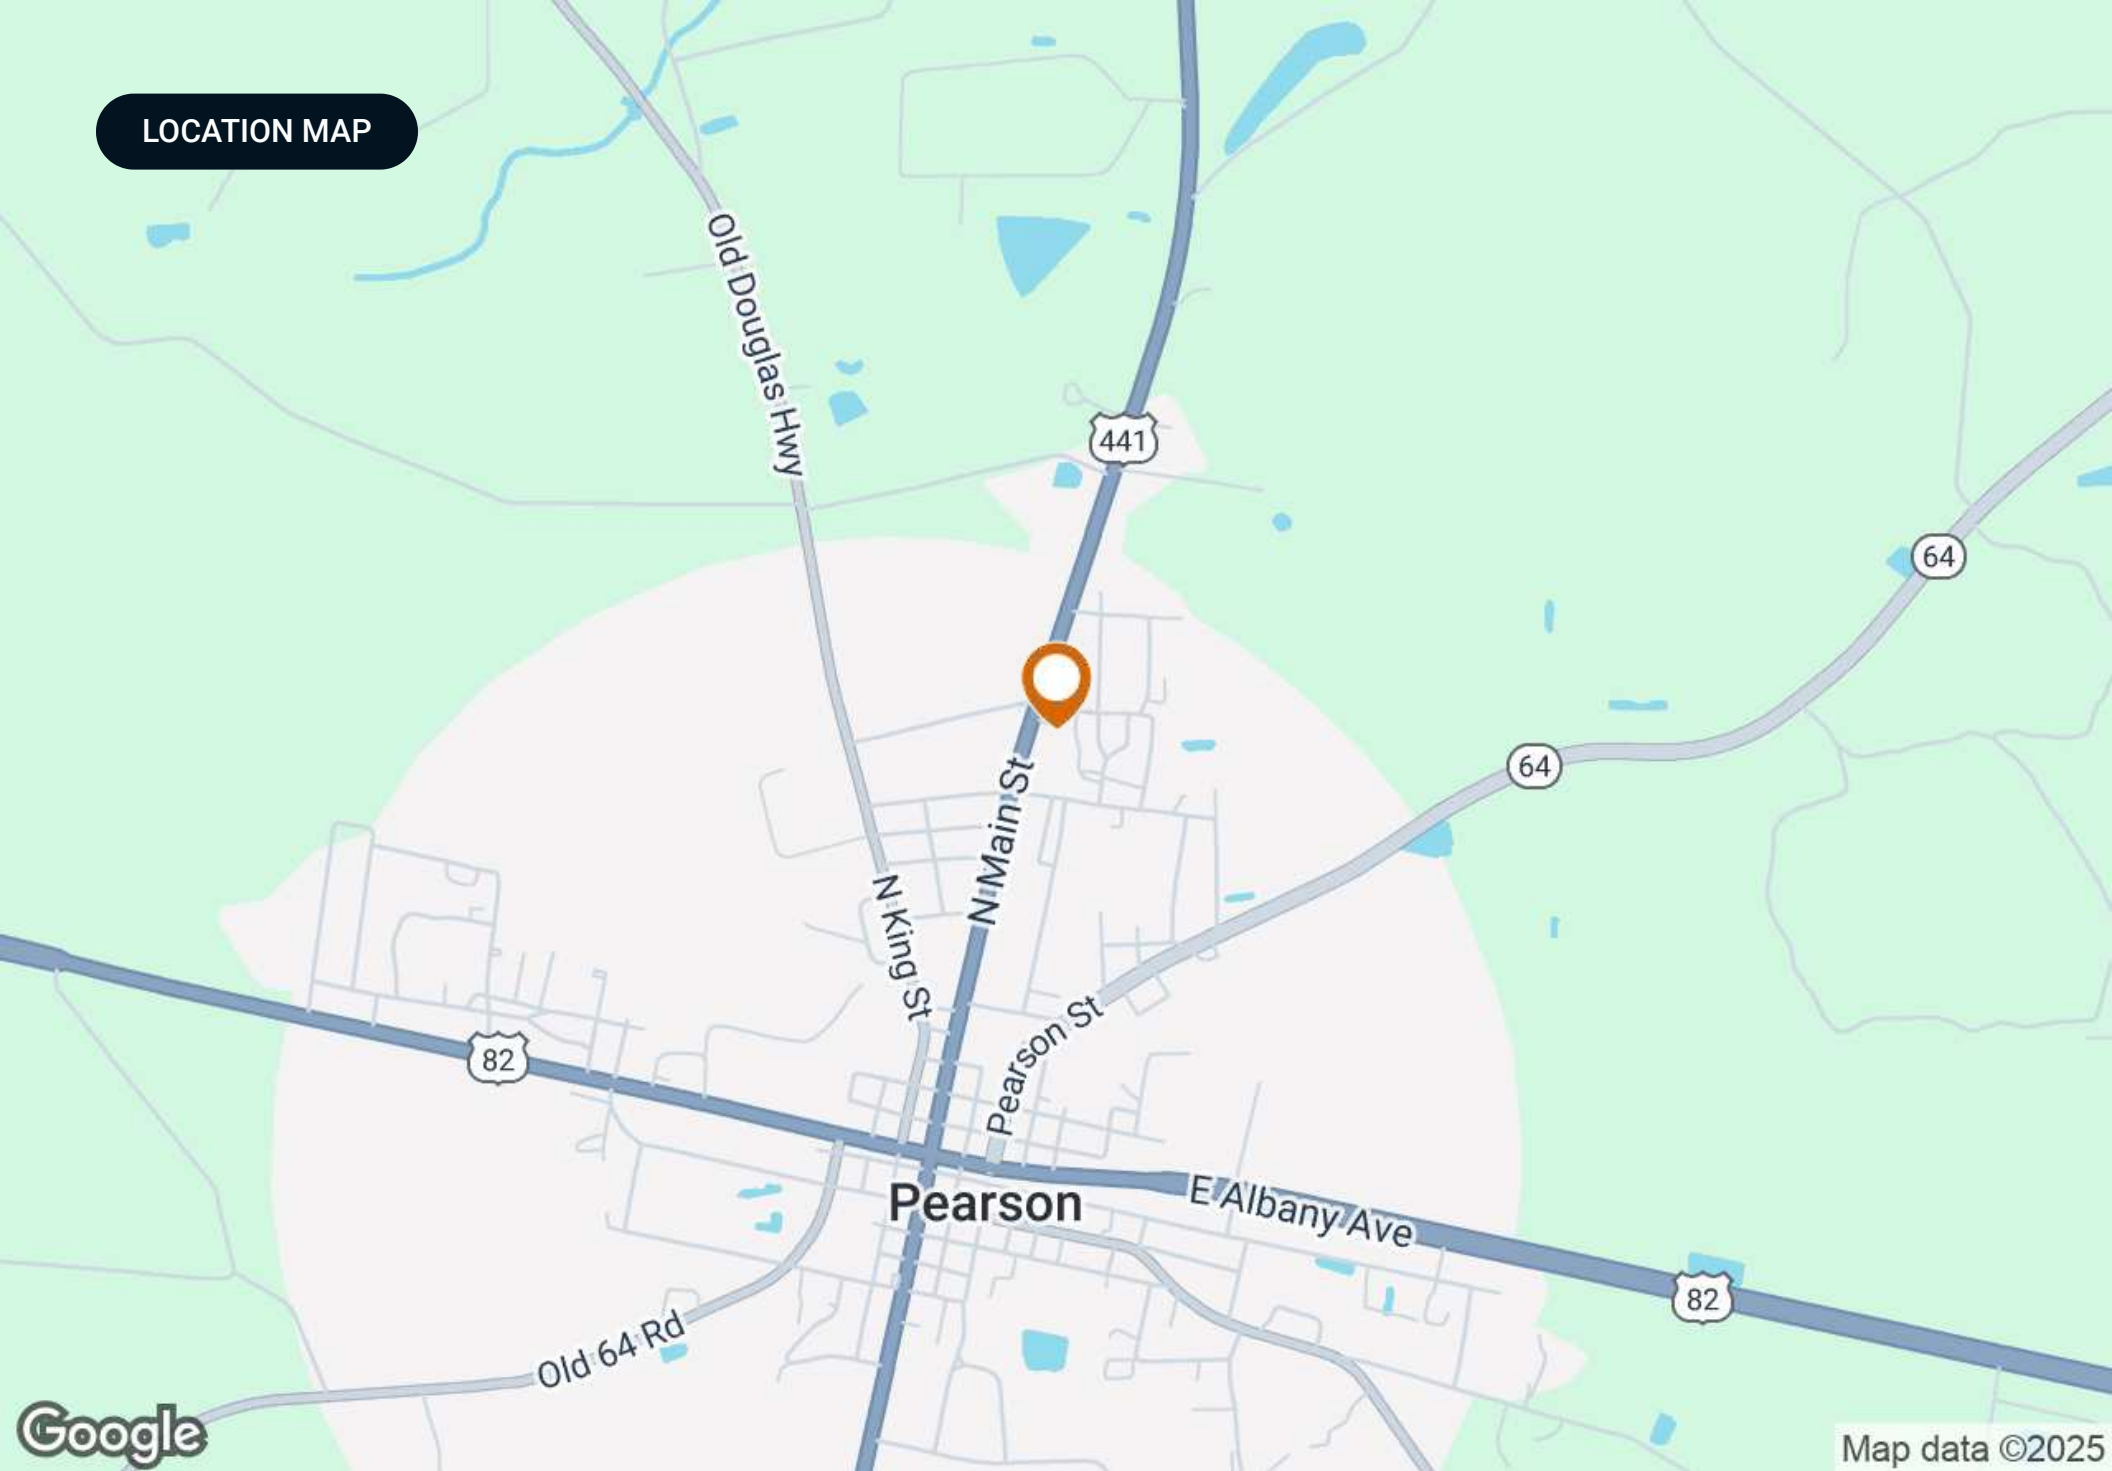 LOCATION MAP
Old Douglas Hwy
441
64
64
N Main St
N King St
Pearson St
82
Pearson
E Albany Ave
82
Old 64 Rd
Google
Map data ©2025